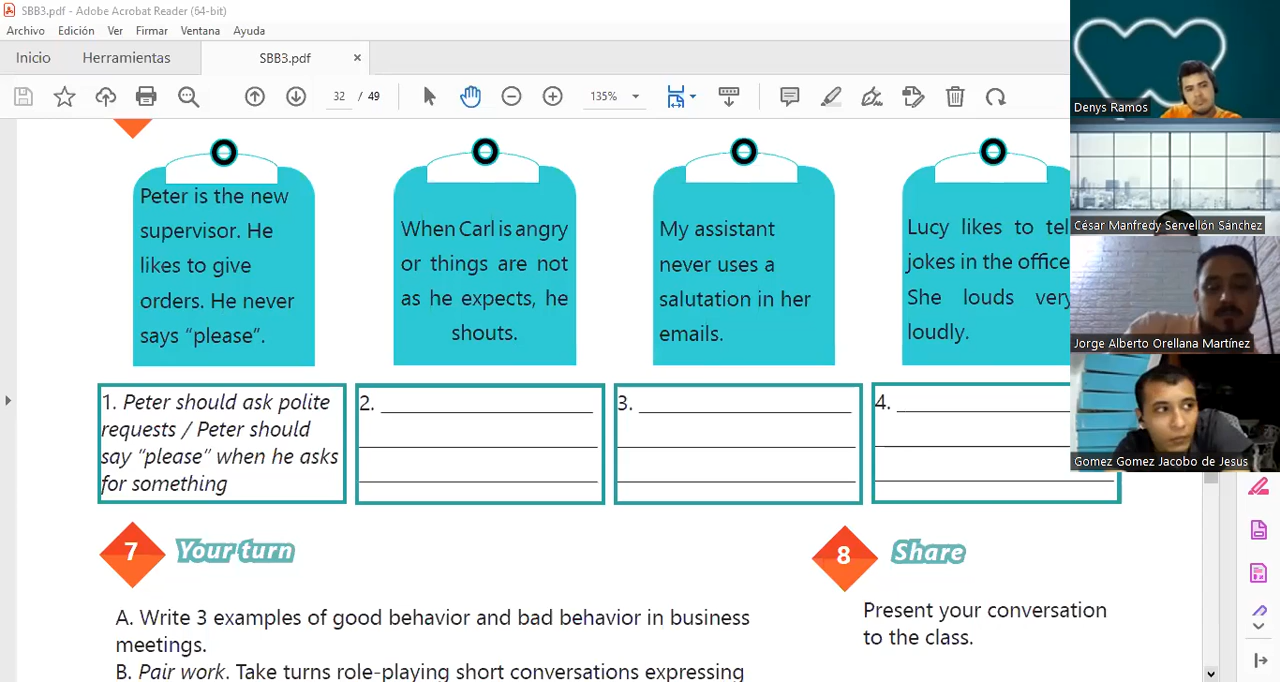 SBB3.pdf - Adobe Acrobat Reader (64-bit)
Archivo Edición Ver Firmar Ventana Ayuda
Inicio Herramientas SBB3.pdf ×
32 / 49 135%
Peter is the new
supervisor. He
likes to give
orders. He never
says “please”.
When Carl is angry
or things are not
as he expects, he
shouts.
My assistant
never uses a
salutation in her
emails.
Lucy likes to tel
jokes in the office
She louds very
loudly.
1. Peter should ask polite
requests / Peter should
say “please” when he asks
for something
2.
3.
4.
7 Your turn
A. Write 3 examples of good behavior and bad behavior in business
meetings.
B. Pair work. Take turns role-playing short conversations expressing
8 Share
Present your conversation
to the class.
Denys Ramos
César Manfredy Servellón Sánchez
Jorge Alberto Orellana Martínez
Gomez Gomez Jacobo de Jesús